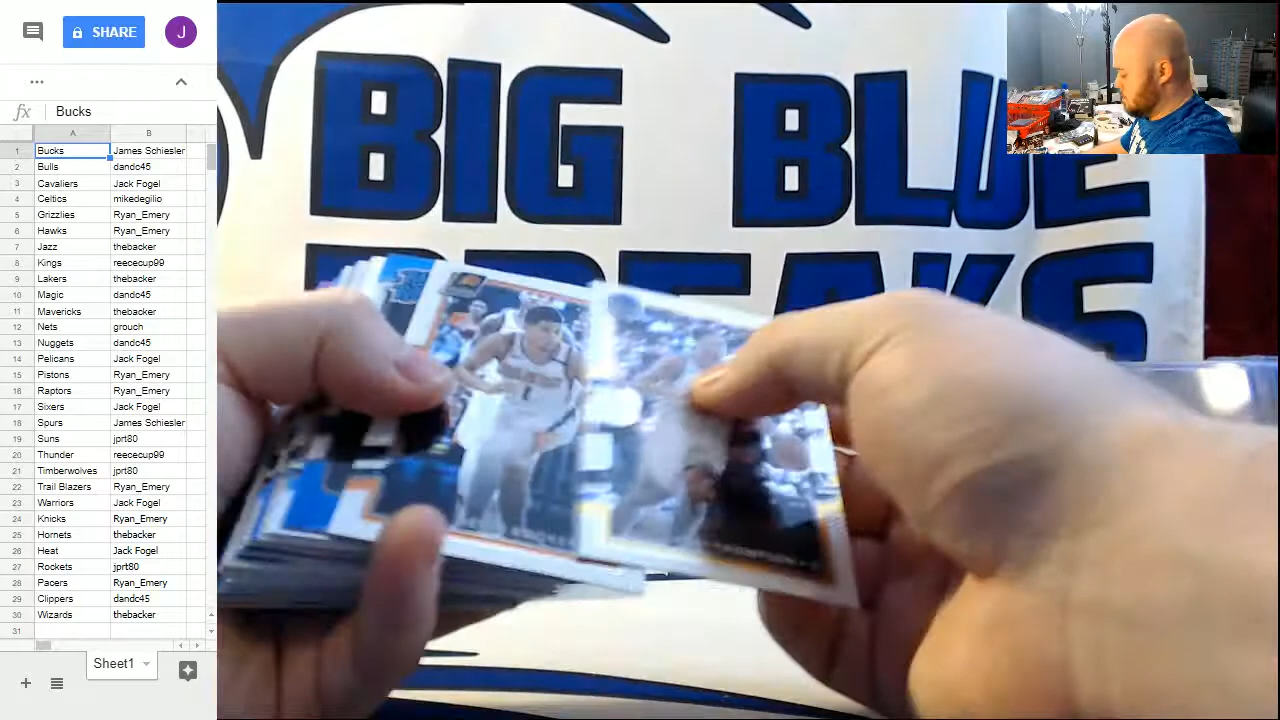 SHARE
J
...
fx Bucks
A B
1 Bucks James Schiesler
2 Bulls dando45
3 Cavaliers Jack Fogel
4 Celtics mikedegilio
5 Grizzlies Ryan_Emery
6 Hawks Ryan_Emery
7 Jazz thebacker
8 Kings reececup99
9 Lakers thebacker
10 Magic dando45
11 Mavericks thebacker
12 Nets grouch
13 Nuggets dando45
14 Pelicans Jack Fogel
15 Pistons Ryan_Emery
16 Raptors Ryan_Emery
17 Sixers Jack Fogel
18 Spurs James Schiesler
19 Suns jprt80
20 Thunder reececup99
21 Timberwolves jprt80
22 Trail Blazers Ryan_Emery
23 Warriors Jack Fogel
24 Knicks Ryan_Emery
25 Hornets thebacker
26 Heat Jack Fogel
27 Rockets jprt80
28 Pacers Ryan_Emery
29 Clippers dando45
30 Wizards thebacker
31
Sheet1
BIG BLUE
BREAKS